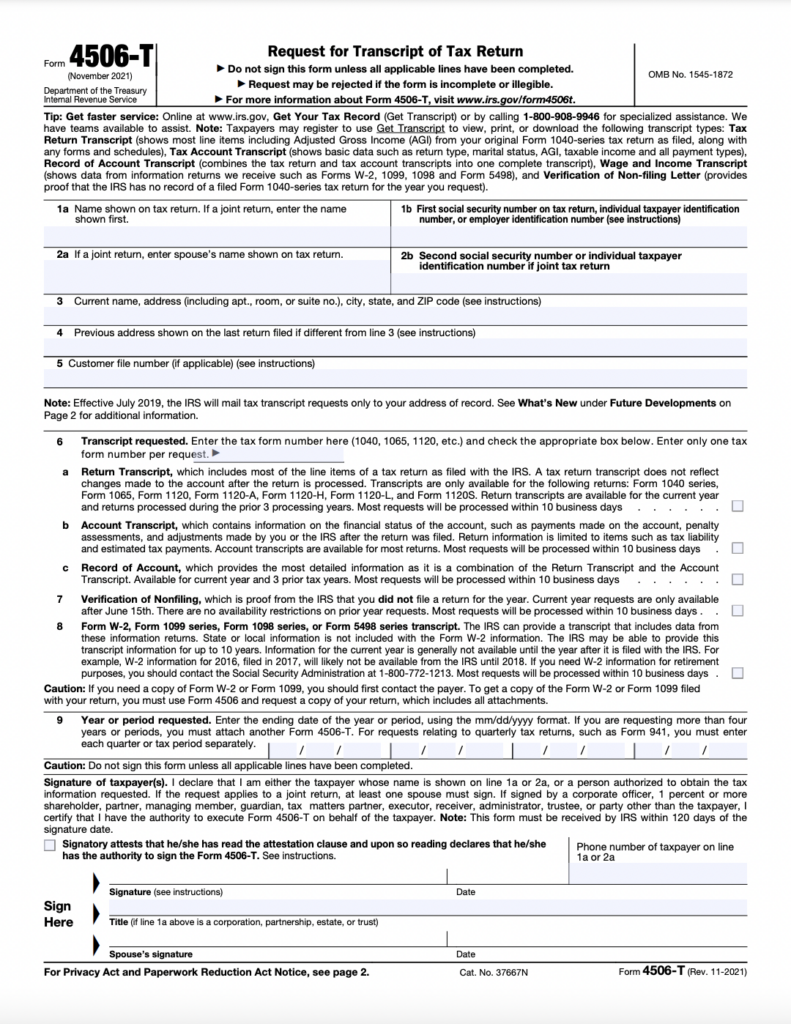 Form 4506-T
(November 2021)
Department of the Treasury
Internal Revenue Service
Request for Transcript of Tax Return
▶ Do not sign this form unless all applicable lines have been completed.
▶ Request may be rejected if the form is incomplete or illegible.
▶ For more information about Form 4506-T, visit www.irs.gov/form4506t.
OMB No. 1545-1872
Tip: Get faster service: Online at www.irs.gov, Get Your Tax Record (Get Transcript) or by calling 1-800-908-9946 for specialized assistance. We
have teams available to assist. Note: Taxpayers may register to use Get Transcript to view, print, or download the following transcript types: Tax
Return Transcript (shows most line items including Adjusted Gross Income (AGI) from your original Form 1040-series tax return as filed, along with
any forms and schedules), Tax Account Transcript (shows basic data such as return type, marital status, AGI, taxable income and all payment types),
Record of Account Transcript (combines the tax return and tax account transcripts into one complete transcript), Wage and Income Transcript
(shows data from information returns we receive such as Forms W-2, 1099, 1098 and Form 5498), and Verification of Non-filing Letter (provides
proof that the IRS has no record of a filed Form 1040-series tax return for the year you request).
1a Name shown on tax return. If a joint return, enter the name
shown first.
1b First social security number on tax return, individual taxpayer identification
number, or employer identification number (see instructions)
2a If a joint return, enter spouse's name shown on tax return.
2b Second social security number or individual taxpayer
identification number if joint tax return
3 Current name, address (including apt., room, or suite no.), city, state, and ZIP code (see instructions)
4 Previous address shown on the last return filed if different from line 3 (see instructions)
5 Customer file number (if applicable) (see instructions)
Note: Effective July 2019, the IRS will mail tax transcript requests only to your address of record. See What's New under Future Developments on
Page 2 for additional information.
6 Transcript requested. Enter the tax form number here (1040, 1065, 1120, etc.) and check the appropriate box below. Enter only one tax
form number per request. ▶
a Return Transcript, which includes most of the line items of a tax return as filed with the IRS. A tax return transcript does not reflect
changes made to the account after the return is processed. Transcripts are only available for the following returns: Form 1040 series,
Form 1065, Form 1120, Form 1120-A, Form 1120-H, Form 1120-L, and Form 1120S. Return transcripts are available for the current year
and returns processed during the prior 3 processing years. Most requests will be processed within 10 business days . . . . . .
b Account Transcript, which contains information on the financial status of the account, such as payments made on the account, penalty
assessments, and adjustments made by you or the IRS after the return was filed. Return information is limited to items such as tax liability
and estimated tax payments. Account transcripts are available for most returns. Most requests will be processed within 10 business days .
c Record of Account, which provides the most detailed information as it is a combination of the Return Transcript and the Account
Transcript. Available for current year and 3 prior tax years. Most requests will be processed within 10 business days . . . . . .
7 Verification of Nonfiling, which is proof from the IRS that you did not file a return for the year. Current year requests are only available
after June 15th. There are no availability restrictions on prior year requests. Most requests will be processed within 10 business days . .
8 Form W-2, Form 1099 series, Form 1098 series, or Form 5498 series transcript. The IRS can provide a transcript that includes data from
these information returns. State or local information is not included with the Form W-2 information. The IRS may be able to provide this
transcript information for up to 10 years. Information for the current year is generally not available until the year after it is filed with the IRS. For
example, W-2 information for 2016, filed in 2017, will likely not be available from the IRS until 2018. If you need W-2 information for retirement
purposes, you should contact the Social Security Administration at 1-800-772-1213. Most requests will be processed within 10 business days .
Caution: If you need a copy of Form W-2 or Form 1099, you should first contact the payer. To get a copy of the Form W-2 or Form 1099 filed
with your return, you must use Form 4506 and request a copy of your return, which includes all attachments.
9 Year or period requested. Enter the ending date of the year or period, using the mm/dd/yyyy format. If you are requesting more than four
years or periods, you must attach another Form 4506-T. For requests relating to quarterly tax returns, such as Form 941, you must enter
each quarter or tax period separately. / / / / / / / /
Caution: Do not sign this form unless all applicable lines have been completed.
Signature of taxpayer(s). I declare that I am either the taxpayer whose name is shown on line 1a or 2a, or a person authorized to obtain the tax
information requested. If the request applies to a joint return, at least one spouse must sign. If signed by a corporate officer, 1 percent or more
shareholder, partner, managing member, guardian, tax matters partner, executor, receiver, administrator, trustee, or party other than the taxpayer, I
certify that I have the authority to execute Form 4506-T on behalf of the taxpayer. Note: This form must be received by IRS within 120 days of the
signature date.
Signatory attests that he/she has read the attestation clause and upon so reading declares that he/she
has the authority to sign the Form 4506-T. See instructions.
Phone number of taxpayer on line
1a or 2a
Sign
Here
Signature (see instructions) Date
Title (if line 1a above is a corporation, partnership, estate, or trust)
Spouse's signature Date
For Privacy Act and Paperwork Reduction Act Notice, see page 2. Cat. No. 37667N Form 4506-T (Rev. 11-2021)